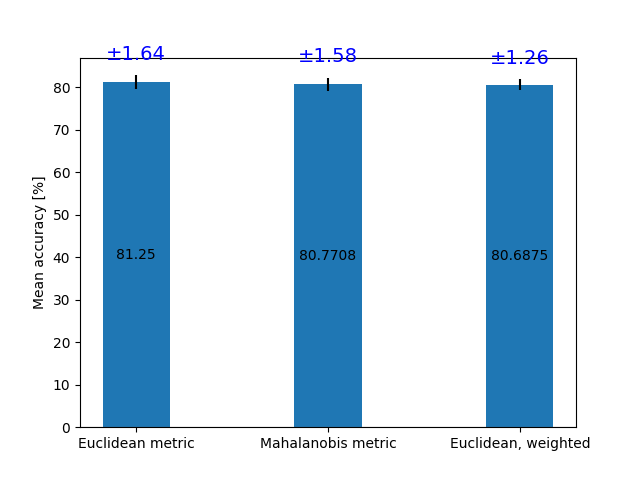 ±1.64 ±1.58 ±1.26
80
70
60
50
40
30
20
10
0
Mean accuracy [%]
81.25 80.7708 80.6875
Euclidean metric Mahalanobis metric Euclidean, weighted